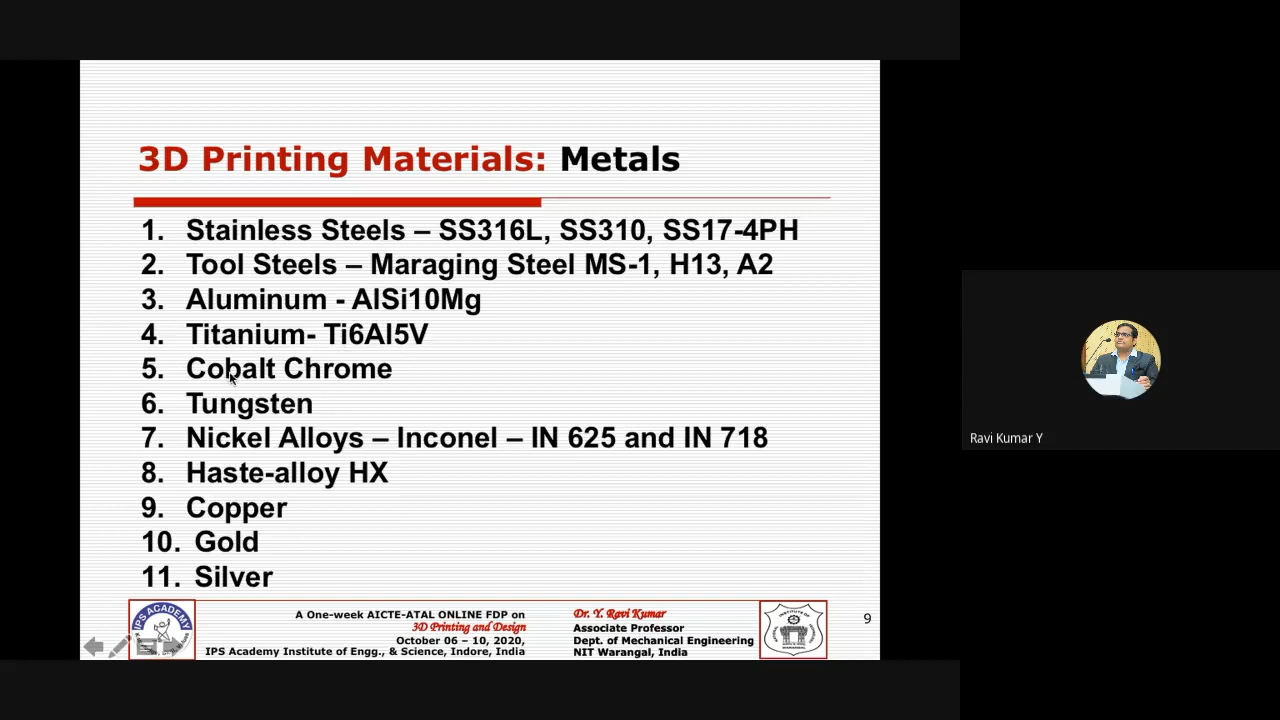 3D Printing Materials: Metals
1. Stainless Steels – SS316L, SS310, SS17-4PH
2. Tool Steels – Maraging Steel MS-1, H13, A2
3. Aluminum - AlSi10Mg
4. Titanium- Ti6Al5V
5. Cobalt Chrome
6. Tungsten
7. Nickel Alloys – Inconel – IN 625 and IN 718
8. Haste-alloy HX
9. Copper
10. Gold
11. Silver
IPS ACADEMY
A One-week AICTE-ATAL ONLINE FDP on
3D Printing and Design
October 06 – 10, 2020,
IPS Academy Institute of Engg., & Science, Indore, India
Dr. Y. Ravi Kumar
Associate Professor
Dept. of Mechanical Engineering
NIT Warangal, India
9
Ravi Kumar Y